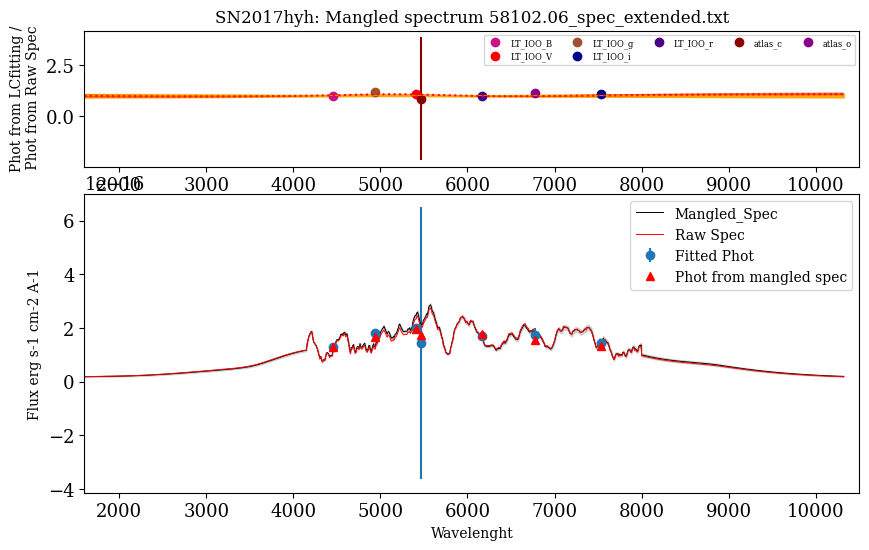 SN2017hyh: Mangled spectrum 58102.06_spec_extended.txt
Phot from LCfitting /
Phot from Raw Spec
2.5
0.0
LT_IOO_B LT_IOO_g LT_IOO_r atlas_c atlas_o
LT_IOO_V LT_IOO_i
2000 3000 4000 5000 6000 7000 8000 9000 10000
1e−16
Flux erg s-1 cm-2 A-1
6
4
2
0
−2
−4
Mangled_Spec
Raw Spec
Fitted Phot
Phot from mangled spec
2000 3000 4000 5000 6000 7000 8000 9000 10000
Wavelenght